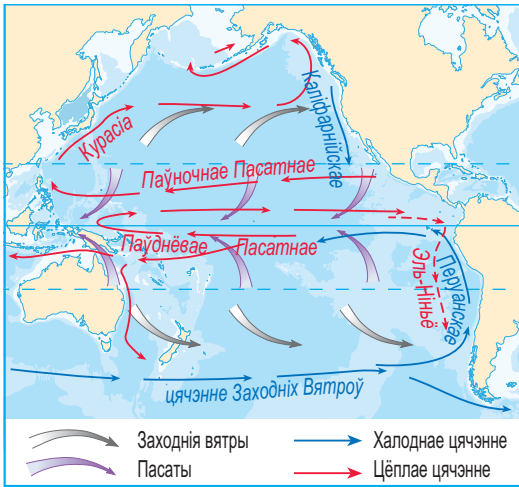 Курасіа
Каліфарнійскае
Паўночнае Пасатнае
Паўднёвае Пасатнае
Эль-Ніньё
Перуанскае
цячэнне Заходніх Вятроў
Заходнія вятры
Халоднае цячэнне
Пасаты
Цёплае цячэнне